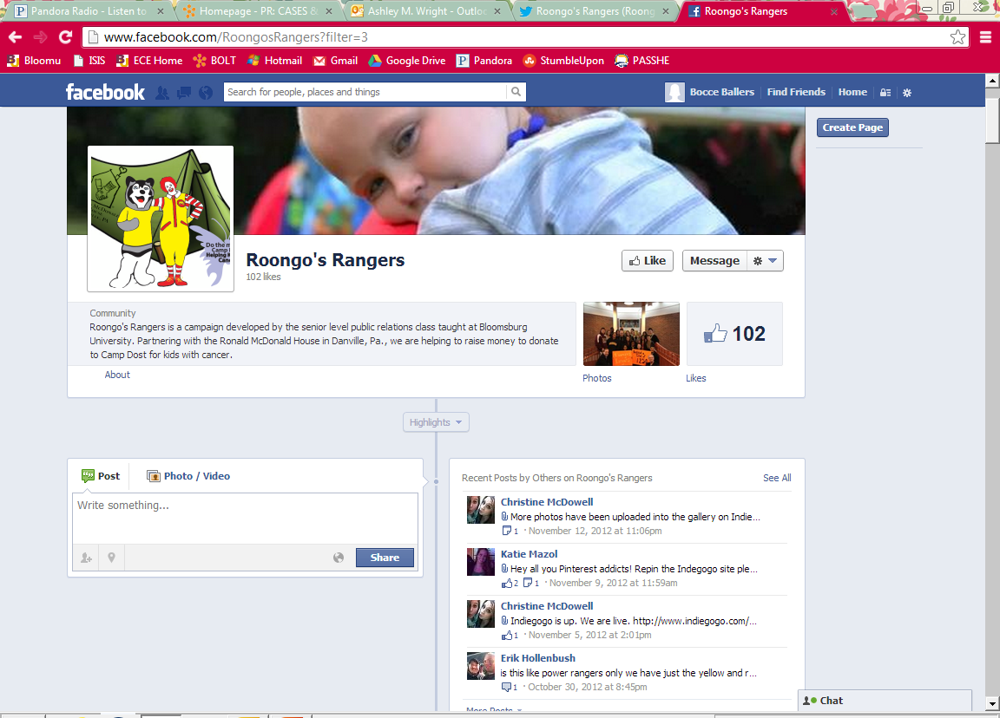 Pandora Radio - Listen to
Homepage - PR: CASES &
Ashley M. Wright - Outloo
Roongo's Rangers (Roong
Roongo's Rangers
www.facebook.com/RoongosRangers?filter=3
Bloomu
ISIS
ECE Home
BOLT
Hotmail
Gmail
Google Drive
Pandora
StumbleUpon
PASSHE
facebook
Search for people, places and things
Bocce Ballers
Find Friends
Home
Create Page
Do the m
Camp
Helping K
Canc
Roongo's Rangers
102 likes
Like
Message
Community
Roongo's Rangers is a campaign developed by the senior level public relations class taught at Bloomsburg
University. Partnering with the Ronald McDonald House in Danville, Pa., we are helping to raise money to donate
to Camp Dost for kids with cancer.
About
Photos
102
Likes
Highlights
Post
Photo / Video
Write something...
Share
Recent Posts by Others on Roongo's Rangers
See All
Christine McDowell
More photos have been uploaded into the gallery on Indie...
1 · November 12, 2012 at 11:06pm
Katie Mazol
Hey all you Pinterest addicts! Repin the Indegogo site ple...
2 1 · November 9, 2012 at 11:59am
Christine McDowell
Indiegogo is up. We are live. http://www.indiegogo.com/...
1 · November 5, 2012 at 2:01pm
Erik Hollenbush
is this like power rangers only we have just the yellow and r...
1 · October 30, 2012 at 8:45pm
More Posts
Chat